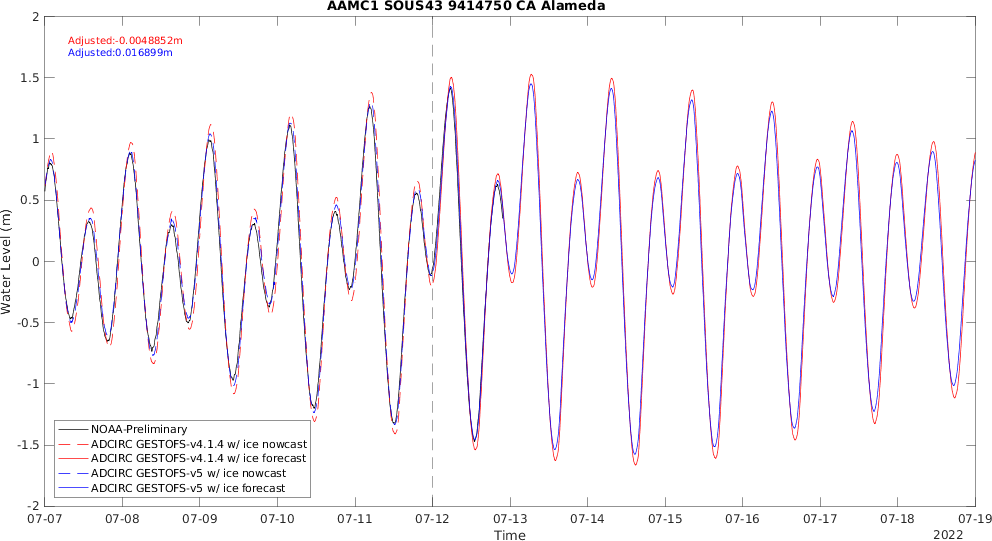 AAMC1 SOUS43 9414750 CA Alameda
Adjusted:-0.0048852m
Adjusted:0.016899m
2
1.5
1
0.5
0
-0.5
-1
-1.5
-2
Water Level (m)
NOAA-Preliminary
ADCIRC GESTOFS-v4.1.4 w/ ice nowcast
ADCIRC GESTOFS-v4.1.4 w/ ice forecast
ADCIRC GESTOFS-v5 w/ ice nowcast
ADCIRC GESTOFS-v5 w/ ice forecast
07-07 07-08 07-09 07-10 07-11 07-12 07-13 07-14 07-15 07-16 07-17 07-18 07-19
Time
2022